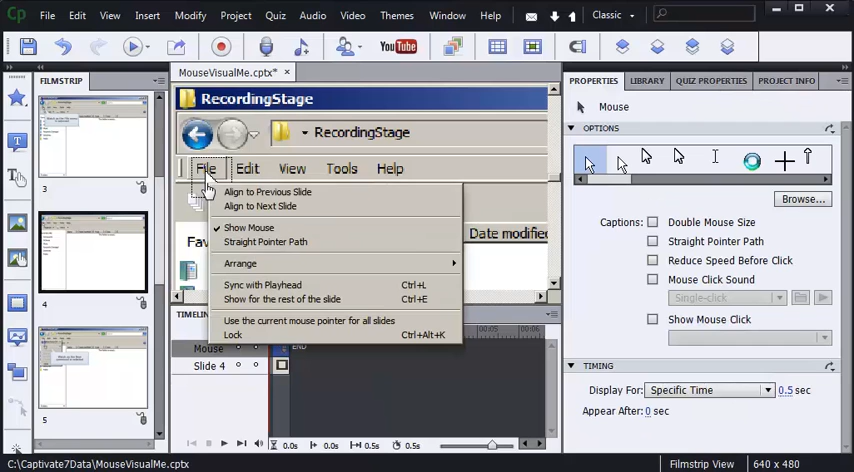 Cp File Edit View Insert Modify Project Quiz Audio Video Themes Window Help Classic
YouTube
FILMSTRIP
MouseVisualMe.cptx* ×
PROPERTIES LIBRARY QUIZ PROPERTIES PROJECT INFO
RecordingStage
RecordingStage
File Edit View Tools Help
Date modified
3
4
5
Align to Previous Slide
Align to Next Slide
Show Mouse
Straight Pointer Path
Arrange
Sync with Playhead Ctrl+L
Show for the rest of the slide Ctrl+E
Use the current mouse pointer for all slides
Lock Ctrl+Alt+K
Mouse
OPTIONS
Browse...
Captions: Double Mouse Size
Straight Pointer Path
Reduce Speed Before Click
Mouse Click Sound
Single-click
Show Mouse Click
TIMING
Display For: Specific Time 0.5 sec
Appear After: 0 sec
00:05 00:06
Mouse END
Slide 4
0.0s 0.0s 0.5s 0.5s
C:\Captivate7Data\MouseVisualMe.cptx Filmstrip View 640 x 480